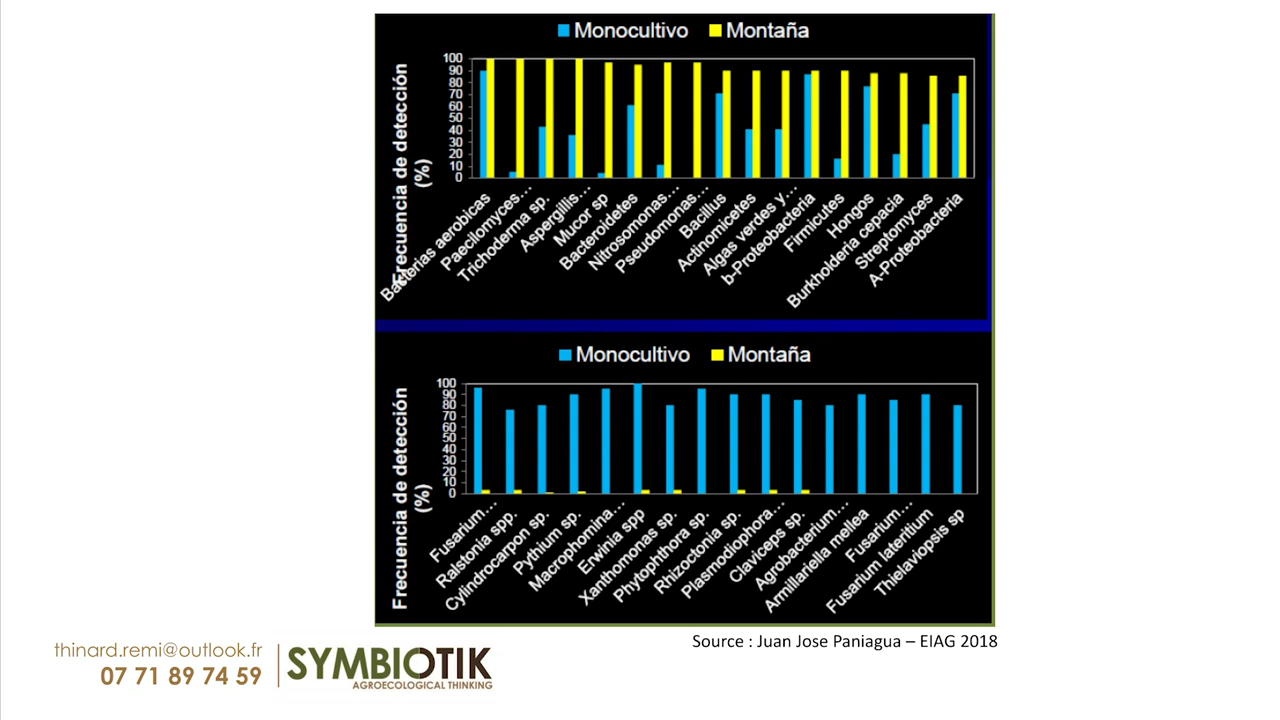 Monocultivo Montaña
Frecuencia de detección
(%)
100
90
80
70
60
50
40
30
20
10
0
Bacterias aerobicas
Paecilomyces...
Trichoderma sp.
Aspergillis...
Mucor sp
Bacteroidetes
Nitrosomonas...
Pseudomonas...
Bacillus
Actinomicetes
Algas verdes y...
b-Proteobacteria
Firmicutes
Hongos
Burkholderia cepacia
Streptomyces
A-Proteobacteria
Monocultivo Montaña
Frecuencia de detección
(%)
100
90
80
70
60
50
40
30
20
10
0
Fusarium...
Ralstonia spp.
Cylindrocarpon sp.
Pythium sp.
Macrophomina...
Erwinia spp
Xanthomonas sp.
Phytophthora sp.
Rhizoctonia sp.
Plasmodiophora...
Claviceps sp.
Agrobacterium...
Armillariella mellea
Fusarium...
Fusarium lateritium
Thielaviopsis sp
Source : Juan Jose Paniagua – EIAG 2018
thinard.remi@outlook.fr
07 71 89 74 59
SYMBIOTIK
AGROECOLOGICAL THINKING